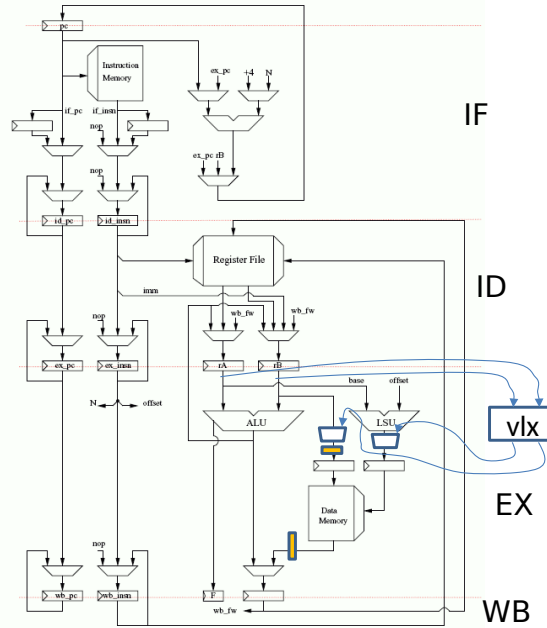 pc
Instruction
Memory
ex_pc
+4
N
IF
if_pc
if_insn
nop
ex_pc rB
nop
id_pc
id_insn
Register File
ID
imm
wb_fw
wb_fw
nop
ex_pc
ex_insn
rA
rB
base
offset
N
offset
ALU
LSU
vlx
EX
Data
Memory
nop
wb_pc
wb_insn
F
wb_fw
WB